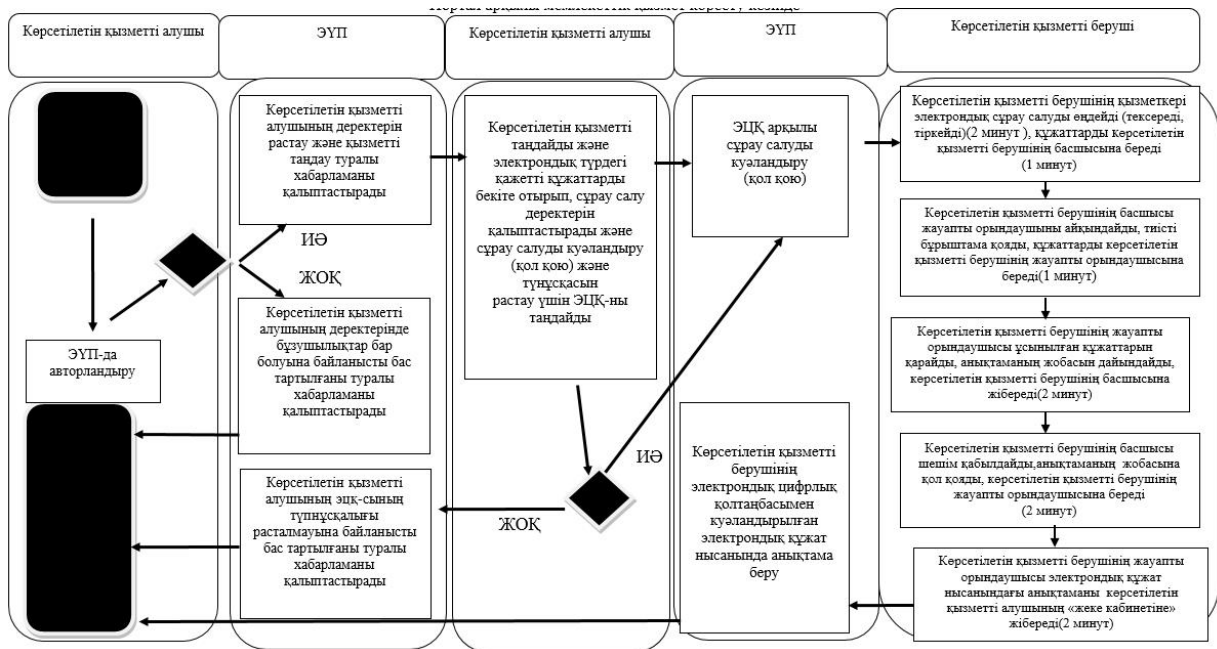 Портал арқылы мемлекеттік қызмет көрсету кезінде
Көрсетілетін қызметті алушы
ЭҮП
Көрсетілетін қызметті алушы
ЭҮП
Көрсетілетін қызметті беруші
ЭҮП-да
авторландыру
Көрсетілетін қызметті
алушының деректерін
растау және қызметті
таңдау туралы
хабарламаны
қалыптастырады
ИӘ
ЖОҚ
Көрсетілетін қызметті
алушының деректерінде
бұзушылықтар бар
болуына байланысты бас
тартылғаны туралы
хабарламаны
қалыптастырады
Көрсетілетін қызметті
алушының эцқ-сының
түпнұсқалығы
расталмауына байланысты
бас тартылғаны туралы
хабарламаны
қалыптастырады
Көрсетілетін қызметті
таңдайды және
электрондық түрдегі
қажетті құжаттарды
бекіте отырып, сұрау салу
деректерін
қалыптастырады және
сұрау салуды куәландыру
(қол қою) және
түнұсқасын
растау үшін ЭЦҚ-ны
таңдайды
ИӘ
ЖОҚ
ЭЦҚ арқылы
сұрау салуды
куәландыру
(қол қою)
Көрсетілетін қызметті
берушінің
электрондық цифрлық
қолтаңбасымен
куәландырылған
электрондық құжат
нысанында анықтама
беру
Көрсетілетін қызметті берушінің қызметкері
электрондық сұрау салуды өңдейді (тексереді,
тіркейді)(2 минут ), құжаттарды көрсетілетін
қызметті берушінің басшысына береді
(1 минут)
Көрсетілетін қызметті берушінің басшысы
жауапты орындаушыны айқындайды, тиісті
бұрыштама қояды, құжаттарды көрсетілетін
қызметті берушінің жауапты орындаушысына
береді(1 минут)
Көрсетілетін қызметті берушінің жауапты
орындаушысы ұсынылған құжаттарын
қарайды, анықтаманың жобасын дайындайды,
көрсетілетін қызметті берушінің басшысына
жібереді(2 минут)
Көрсетілетін қызметті берушінің басшысы
шешім қабылдайды,анықтаманың жобасына
қол қояды, көрсетілетін қызметті берушінің
жауапты орындаушысына береді
(2 минут)
Көрсетілетін қызметті берушінің жауапты
орындаушысы электрондық құжат
нысанындағы анықтаманы көрсетілетін
қызметті алушының «жеке кабинетіне»
жібереді(2 минут)